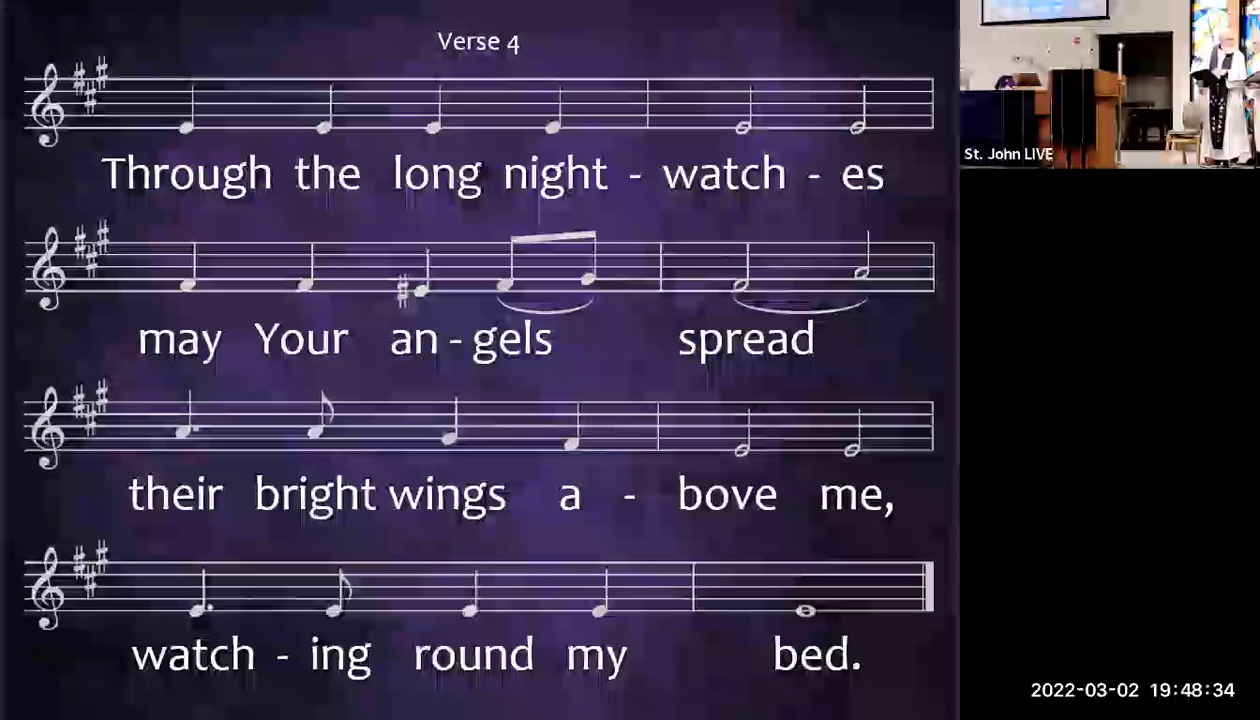 Verse 4
Through the long night - watch - es
may Your an - gels spread
their bright wings a - bove me,
watch - ing round my bed.
St. John LIVE
2022-03-02 19:48:34